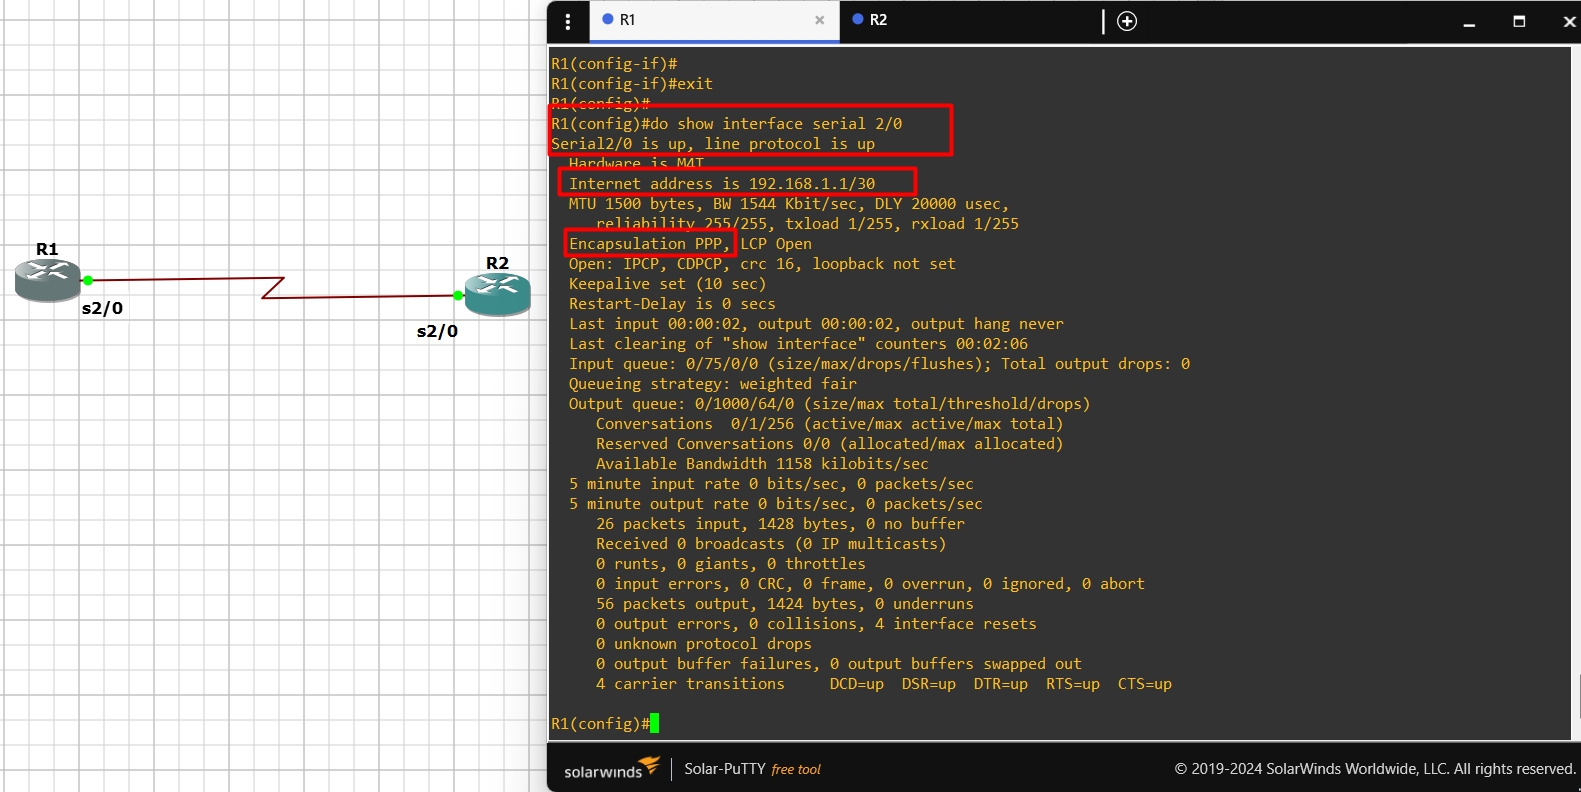 R1
s2/0
R2
s2/0
R1
R2
R1(config-if)#
R1(config-if)#exit
R1(config)#
R1(config)#do show interface serial 2/0
Serial2/0 is up, line protocol is up
Hardware is M4T
Internet address is 192.168.1.1/30
MTU 1500 bytes, BW 1544 Kbit/sec, DLY 20000 usec,
reliability 255/255, txload 1/255, rxload 1/255
Encapsulation PPP, LCP Open
Open: IPCP, CDPCP, crc 16, loopback not set
Keepalive set (10 sec)
Restart-Delay is 0 secs
Last input 00:00:02, output 00:00:02, output hang never
Last clearing of "show interface" counters 00:02:06
Input queue: 0/75/0/0 (size/max/drops/flushes); Total output drops: 0
Queueing strategy: weighted fair
Output queue: 0/1000/64/0 (size/max total/threshold/drops)
Conversations  0/1/256 (active/max active/max total)
Reserved Conversations 0/0 (allocated/max allocated)
Available Bandwidth 1158 kilobits/sec
5 minute input rate 0 bits/sec, 0 packets/sec
5 minute output rate 0 bits/sec, 0 packets/sec
26 packets input, 1428 bytes, 0 no buffer
Received 0 broadcasts (0 IP multicasts)
0 runts, 0 giants, 0 throttles
0 input errors, 0 CRC, 0 frame, 0 overrun, 0 ignored, 0 abort
56 packets output, 1424 bytes, 0 underruns
0 output errors, 0 collisions, 4 interface resets
0 unknown protocol drops
0 output buffer failures, 0 output buffers swapped out
4 carrier transitions     DCD=up  DSR=up  DTR=up  RTS=up  CTS=up
R1(config)#
solarwinds
Solar-PuTTY free tool
© 2019-2024 SolarWinds Worldwide, LLC. All rights reserved.